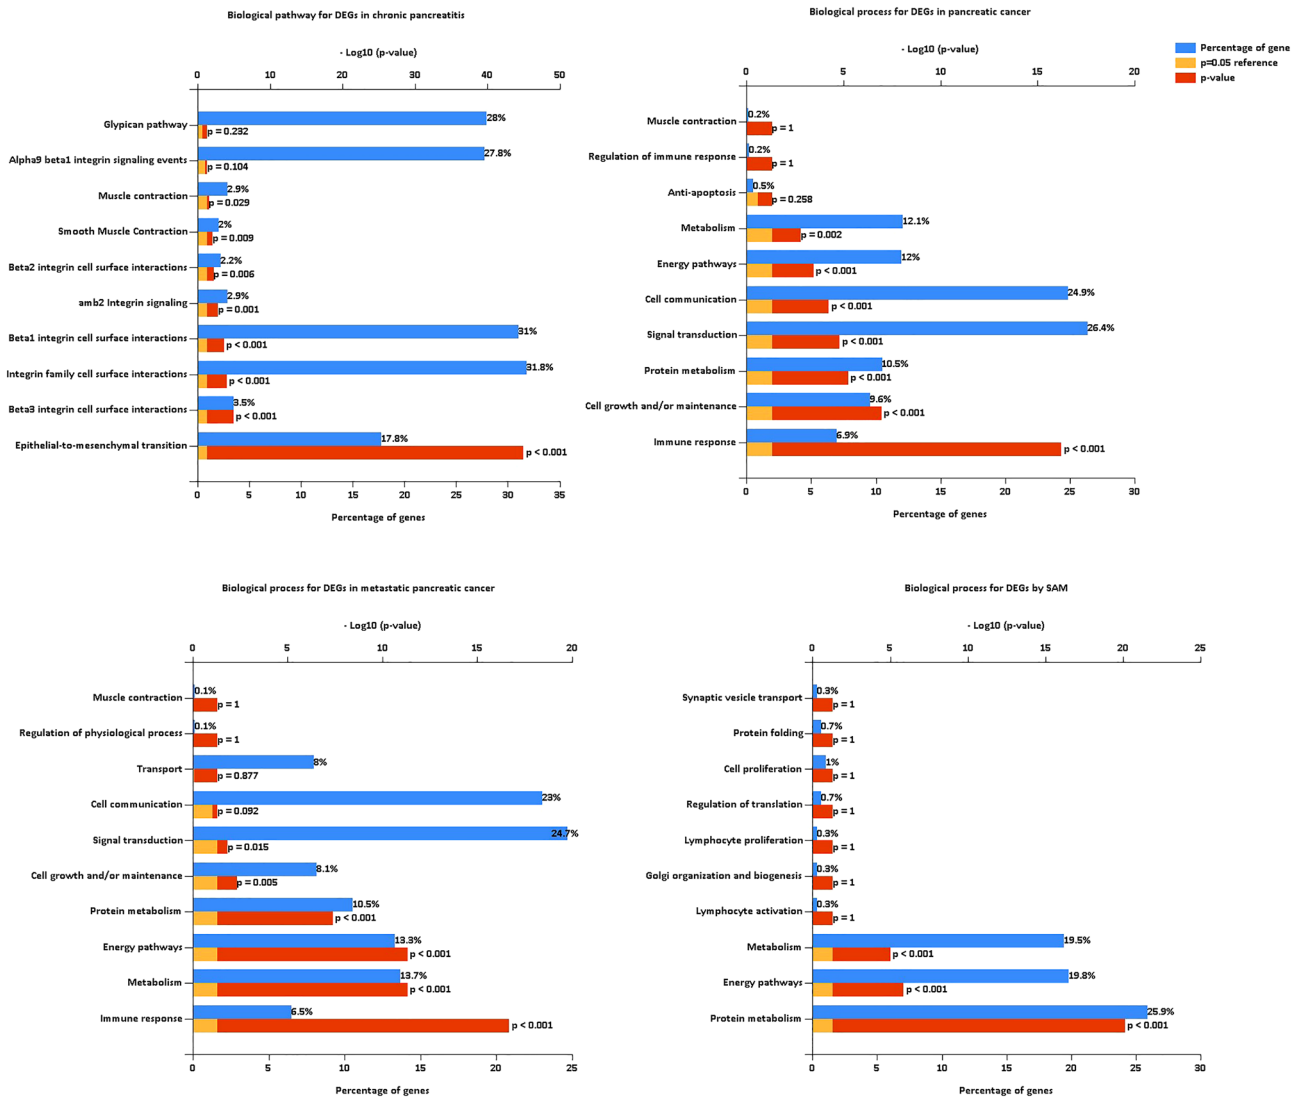 Biological pathway for DEGs in chronic pancreatitis
- Log10 (p-value)
0 10 20 30 40 50
Glypican pathway 28%
p = 0.232
Alpha9 beta1 integrin signaling events 27.8%
p = 0.104
Muscle contraction 2.9%
p = 0.029
Smooth Muscle Contraction 2%
p = 0.009
Beta2 integrin cell surface interactions 2.2%
p = 0.006
amb2 Integrin signaling 2.9%
p = 0.001
Beta1 integrin cell surface interactions 31%
p < 0.001
Integrin family cell surface interactions 31.8%
p < 0.001
Beta3 integrin cell surface interactions 3.5%
p < 0.001
Epithelial-to-mesenchymal transition 17.8%
p < 0.001
0 5 10 15 20 25 30 35
Percentage of genes
Biological process for DEGs in pancreatic cancer
- Log10 (p-value)
0 5 10 15 20
Muscle contraction 0.2%
p = 1
Regulation of immune response 0.2%
p = 1
Anti-apoptosis 0.5%
p = 0.258
Metabolism 12.1%
p = 0.002
Energy pathways 12%
p < 0.001
Cell communication 24.9%
p < 0.001
Signal transduction 26.4%
p < 0.001
Protein metabolism 10.5%
p < 0.001
Cell growth and/or maintenance 9.6%
p < 0.001
Immune response 6.9%
p < 0.001
0 5 10 15 20 25 30
Percentage of genes
Percentage of gene
p=0.05 reference
p-value
Biological process for DEGs in metastatic pancreatic cancer
- Log10 (p-value)
0 5 10 15 20
Muscle contraction 0.1%
p = 1
Regulation of physiological process 0.1%
p = 1
Transport 8%
p = 0.877
Cell communication 23%
p = 0.092
Signal transduction 24.7%
p = 0.015
Cell growth and/or maintenance 8.1%
p = 0.005
Protein metabolism 10.5%
p < 0.001
Energy pathways 13.3%
p < 0.001
Metabolism 13.7%
p < 0.001
Immune response 6.5%
p < 0.001
0 5 10 15 20 25
Percentage of genes
Biological process for DEGs by SAM
- Log10 (p-value)
0 5 10 15 20 25
Synaptic vesicle transport 0.3%
p = 1
Protein folding 0.7%
p = 1
Cell proliferation 1%
p = 1
Regulation of translation 0.7%
p = 1
Lymphocyte proliferation 0.3%
p = 1
Golgi organization and biogenesis 0.3%
p = 1
Lymphocyte activation 0.3%
p = 1
Metabolism 19.5%
p < 0.001
Energy pathways 19.8%
p < 0.001
Protein metabolism 25.9%
p < 0.001
0 5 10 15 20 25 30
Percentage of genes